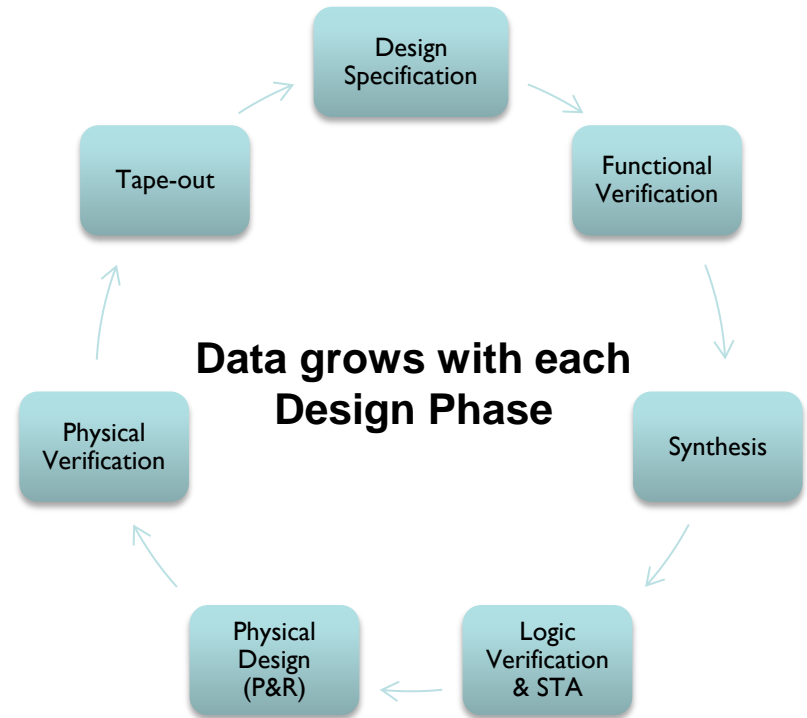 Design
Specification
Functional
Verification
Synthesis
Logic
Verification
& STA
Physical
Design
(P&R)
Physical
Verification
Tape-out
Data grows with each
Design Phase